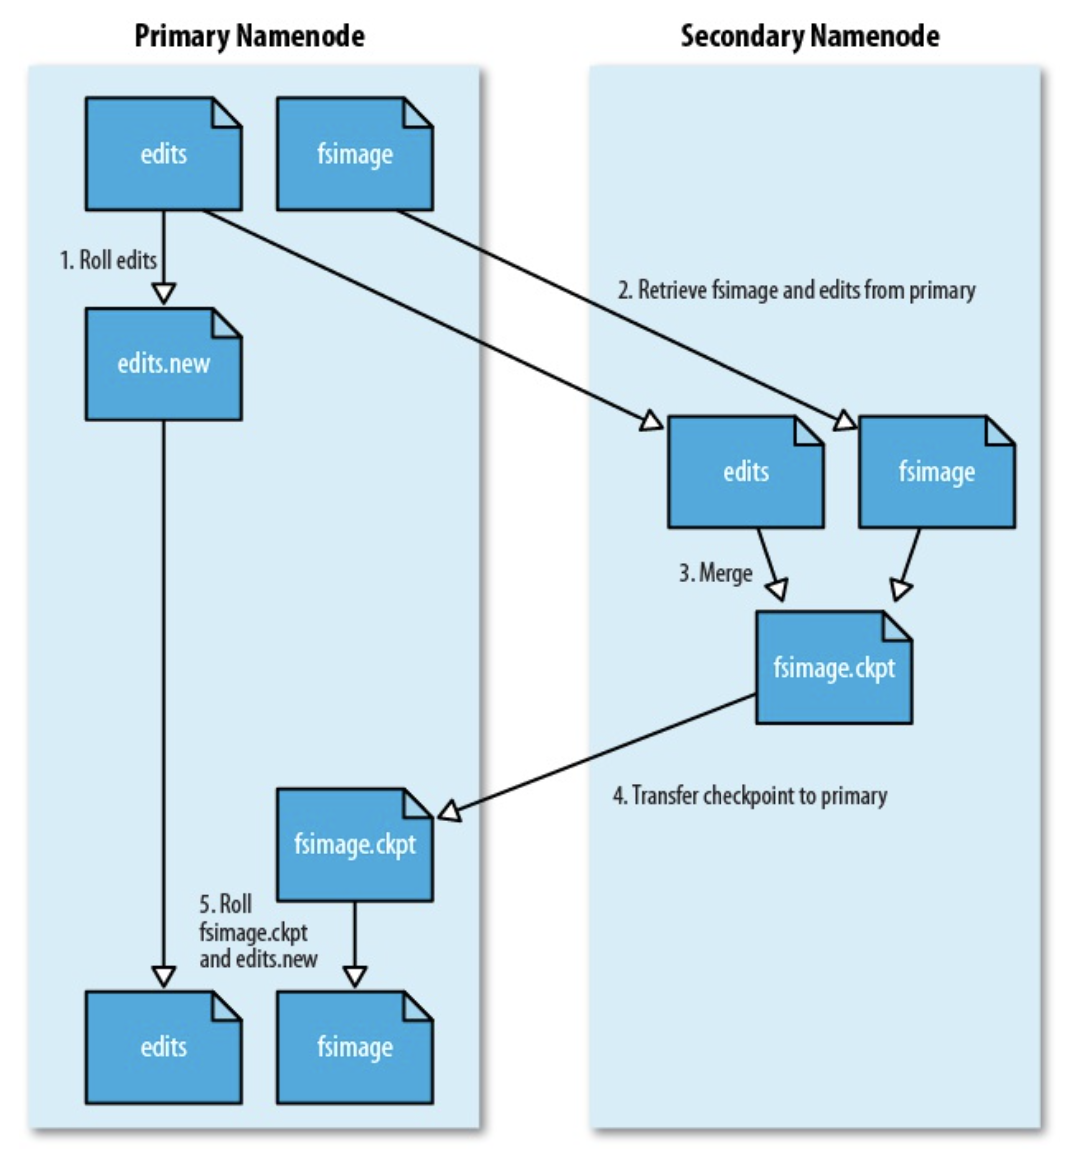 Primary Namenode
Secondary Namenode
edits
fsimage
1. Roll edits
2. Retrieve fsimage and edits from primary
edits.new
edits
fsimage
3. Merge
fsimage.ckpt
4. Transfer checkpoint to primary
fsimage.ckpt
5. Roll
fsimage.ckpt
and edits.new
edits
fsimage